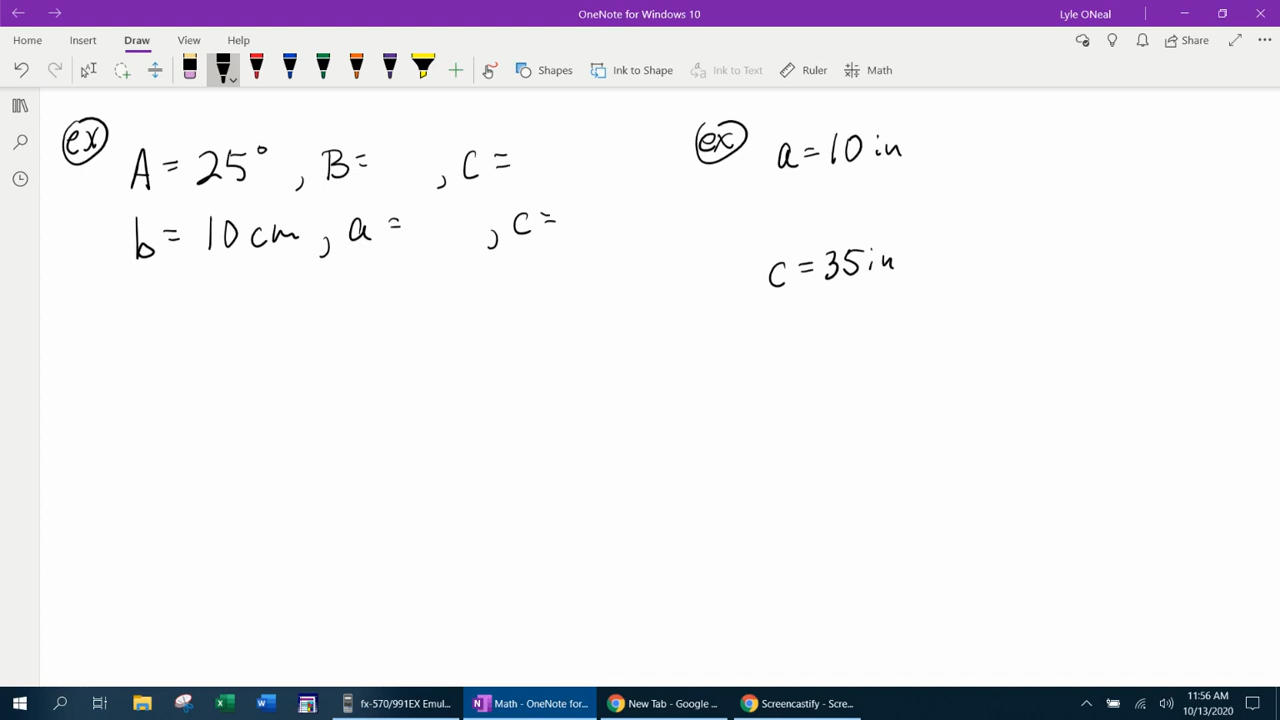 OneNote for Windows 10
Lyle ONeal
Home Insert Draw View Help
Share
Shapes Ink to Shape Ink to Text Ruler Math
ex
A = 25° , B= , C =
b = 10 cm , a = , c =
ex
a = 10 in
c = 35 in
fx-570/991EX Emul... Math - OneNote for... New Tab - Google ... Screencastify - Scre...
11:56 AM
10/13/2020